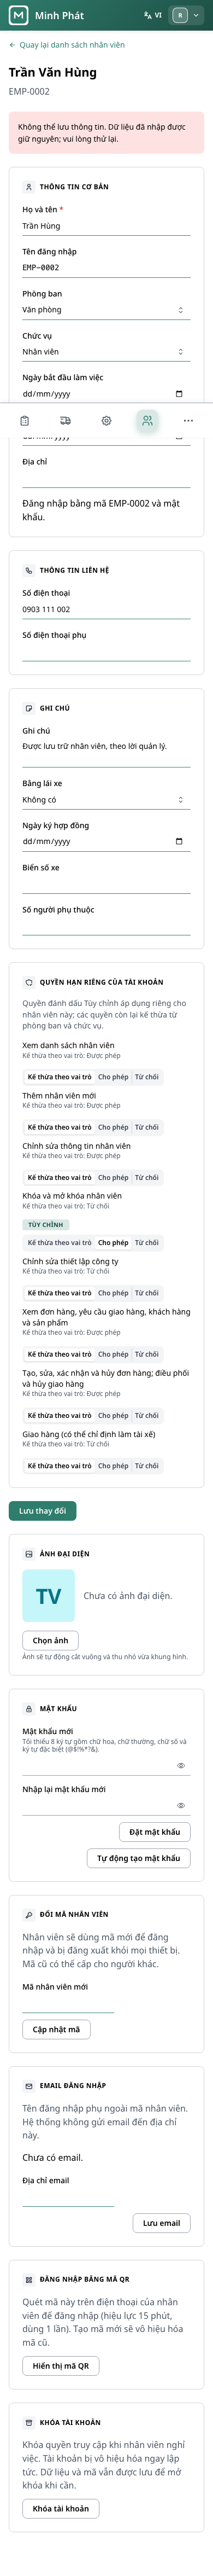 M Minh Phát VI R
Quay lại danh sách nhân viên
Trần Văn Hùng
EMP-0002
Không thể lưu thông tin. Dữ liệu đã nhập được
giữ nguyên; vui lòng thử lại.
THÔNG TIN CƠ BẢN
Họ và tên *
Trần Hùng
Tên đăng nhập
EMP-0002
Phòng ban
Văn phòng
Chức vụ
Nhân viên
Ngày bắt đầu làm việc
dd/mm/yyyy
dd/mm/yyyy
Địa chỉ
Đăng nhập bằng mã EMP-0002 và mật
khẩu.
THÔNG TIN LIÊN HỆ
Số điện thoại
0903 111 002
Số điện thoại phụ
GHI CHÚ
Ghi chú
Được lưu trữ nhân viên, theo lời quản lý.
Bằng lái xe
Không có
Ngày ký hợp đồng
dd/mm/yyyy
Biển số xe
Số người phụ thuộc
QUYỀN HẠN RIÊNG CỦA TÀI KHOẢN
Quyền đánh dấu Tùy chỉnh áp dụng riêng cho
nhân viên này; các quyền còn lại kế thừa từ
phòng ban và chức vụ.
Xem danh sách nhân viên
Kế thừa theo vai trò: Được phép
Kế thừa theo vai trò Cho phép Từ chối
Thêm nhân viên mới
Kế thừa theo vai trò: Được phép
Kế thừa theo vai trò Cho phép Từ chối
Chỉnh sửa thông tin nhân viên
Kế thừa theo vai trò: Được phép
Kế thừa theo vai trò Cho phép Từ chối
Khóa và mở khóa nhân viên
Kế thừa theo vai trò: Từ chối
TÙY CHỈNH
Kế thừa theo vai trò Cho phép Từ chối
Chỉnh sửa thiết lập công ty
Kế thừa theo vai trò: Từ chối
Kế thừa theo vai trò Cho phép Từ chối
Xem đơn hàng, yêu cầu giao hàng, khách hàng
và sản phẩm
Kế thừa theo vai trò: Được phép
Kế thừa theo vai trò Cho phép Từ chối
Tạo, sửa, xác nhận và hủy đơn hàng; điều phối
và hủy giao hàng
Kế thừa theo vai trò: Được phép
Kế thừa theo vai trò Cho phép Từ chối
Giao hàng (có thể chỉ định làm tài xế)
Kế thừa theo vai trò: Từ chối
Kế thừa theo vai trò Cho phép Từ chối
Lưu thay đổi
ẢNH ĐẠI DIỆN
TV Chưa có ảnh đại diện.
Chọn ảnh
Ảnh sẽ tự động cắt vuông và thu nhỏ vừa khung hình.
MẬT KHẨU
Mật khẩu mới
Tối thiểu 8 ký tự gồm chữ hoa, chữ thường, chữ số và
ký tự đặc biệt (@$!%*?&).
Nhập lại mật khẩu mới
Đặt mật khẩu
Tự động tạo mật khẩu
ĐỔI MÃ NHÂN VIÊN
Nhân viên sẽ dùng mã mới để đăng
nhập và bị đăng xuất khỏi mọi thiết bị.
Mã cũ có thể cấp cho người khác.
Mã nhân viên mới
Cập nhật mã
EMAIL ĐĂNG NHẬP
Tên đăng nhập phụ ngoài mã nhân viên.
Hệ thống không gửi email đến địa chỉ
này.
Chưa có email.
Địa chỉ email
Lưu email
ĐĂNG NHẬP BẰNG MÃ QR
Quét mã này trên điện thoại của nhân
viên để đăng nhập (hiệu lực 15 phút,
dùng 1 lần). Tạo mã mới sẽ vô hiệu hóa
mã cũ.
Hiển thị mã QR
KHÓA TÀI KHOẢN
Khóa quyền truy cập khi nhân viên nghỉ
việc. Tài khoản bị vô hiệu hóa ngay lập
tức. Dữ liệu và mã vẫn được lưu để mở
khóa khi cần.
Khóa tài khoản